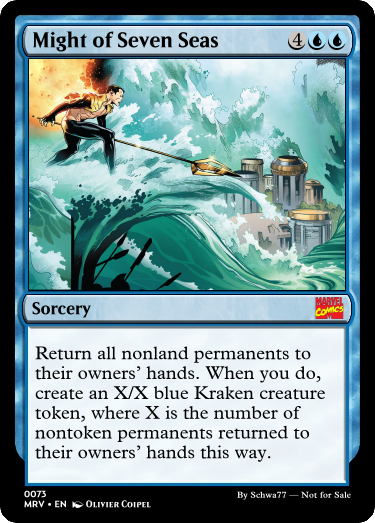 Might of Seven Seas 4
Sorcery
MARVEL
COMICS
Return all nonland permanents to
their owners’ hands. When you do,
create an X/X blue Kraken creature
token, where X is the number of
nontoken permanents returned to
their owners’ hands this way.
0073
MRV • EN Olivier Coipel
By Schwa77 — Not for Sale